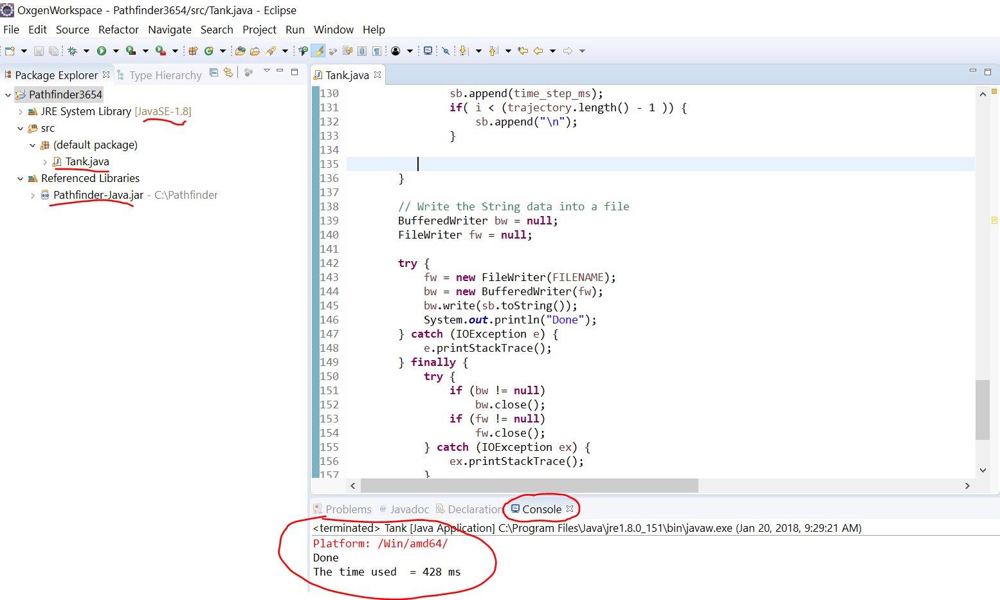 OxgenWorkspace - Pathfinder3654/src/Tank.java - Eclipse
File Edit Source Refactor Navigate Search Project Run Window Help
Package Explorer Type Hierarchy
Pathfinder3654
JRE System Library [JavaSE-1.8]
src
(default package)
Tank.java
Referenced Libraries
Pathfinder-Java.jar - C:\Pathfinder
Tank.java
130 sb.append(time_step_ms);
131 if( i < (trajectory.length() - 1 )) {
132 sb.append("\n");
133 }
134
135
136 }
137
138 // Write the String data into a file
139 BufferedWriter bw = null;
140 FileWriter fw = null;
141
142 try {
143 fw = new FileWriter(FILENAME);
144 bw = new BufferedWriter(fw);
145 bw.write(sb.toString());
146 System.out.println("Done");
147 } catch (IOException e) {
148 e.printStackTrace();
149 } finally {
150 try {
151 if (bw != null)
152 bw.close();
153 if (fw != null)
154 fw.close();
155 } catch (IOException ex) {
156 ex.printStackTrace();
157 }
Problems @ Javadoc Declaration Console
<terminated> Tank [Java Application] C:\Program Files\Java\jre1.8.0_151\bin\javaw.exe (Jan 20, 2018, 9:29:21 AM)
Platform: /Win/amd64/
Done
The time used  = 428 ms